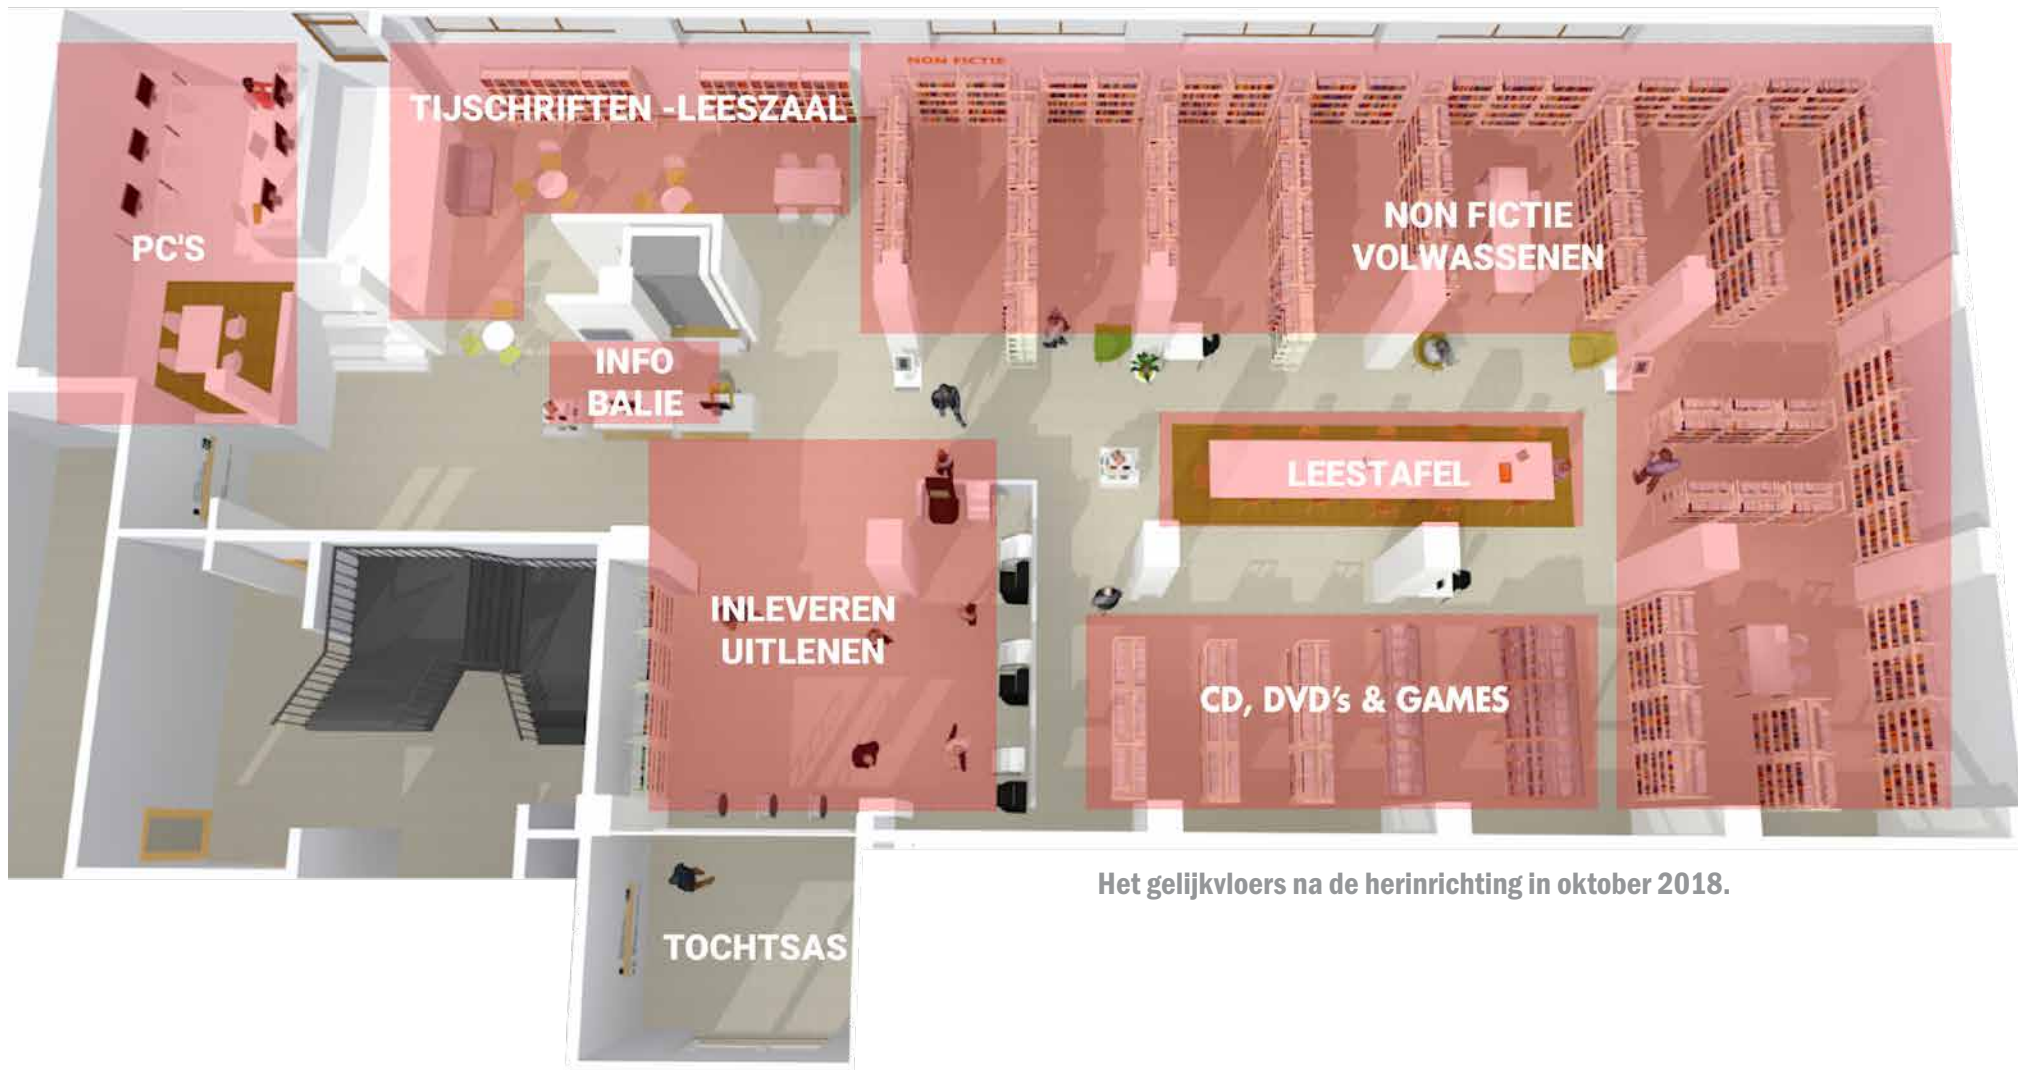 NON FICTIE
TIJSCHRIFTEN -LEESZAAL
PC'S
NON FICTIE
VOLWASSENEN
INFO
BALIE
LEESTAFEL
INLEVEREN
UITLENEN
CD, DVD's & GAMES
Het gelijkvloers na de herinrichting in oktober 2018.
TOCHTSAS